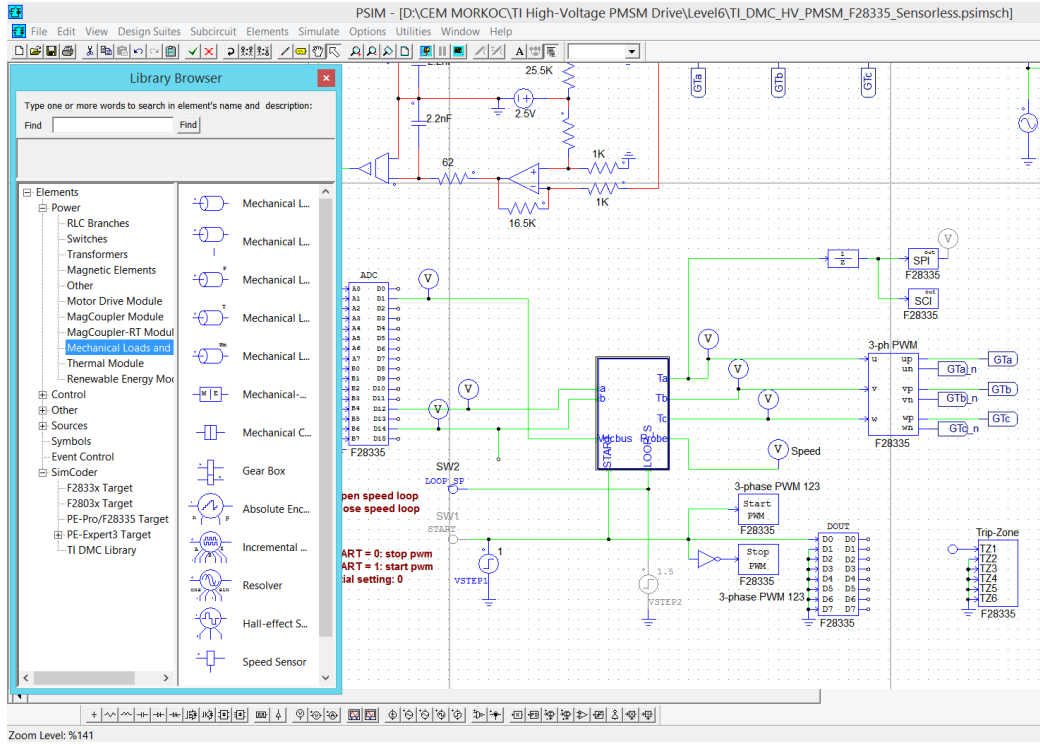 PSIM - [D:\CEM MORKOC\TI High-Voltage PMSM Drive\Level6\TI_DMC_HV_PMSM_F28335_Sensorless.psimsch]
File Edit View Design Suites Subcircuit Elements Simulate Options Utilities Window Help
Library Browser
Type one or more words to search in element's name and description:
Find
Find
Elements
Power
RLC Branches
Switches
Transformers
Magnetic Elements
Other
Motor Drive Module
MagCoupler Module
MagCoupler-RT Modul
Mechanical Loads and
Thermal Module
Renewable Energy Mod
Control
Other
Sources
Symbols
Event Control
SimCoder
F2833x Target
F2803x Target
PE-Pro/F28335 Target
PE-Expert3 Target
TI DMC Library
Mechanical L...
Mechanical L...
Mechanical L...
Mechanical L...
Mechanical L...
Mechanical-...
Mechanical C...
Gear Box
Absolute Enc...
Incremental ...
Resolver
Hall-effect S...
Speed Sensor
25.5K
2.5V
2.2nF
62
1K
1K
16.5K
GTa
GTb
GTc
ADC
A0 D0
A1 D1
A2 D2
A3 D3
A4 D4
A5 D5
A6 D6
A7 D7
B0 D8
B1 D9
B2 D10
B3 D11
B4 D12
B5 D13
B6 D14
B7 D15
F28335
V
V
V
V
V
V
V
V Speed
ia
ib
Vdcbus
Probe
START
LOOP_S
Ta
Tb
Tc
1
z
out
SPI
F28335
out
SCI
F28335
3-ph PWM
u up
un
v vp
vn
w wp
wn
F28335
GTa
GTa_n
GTb
GTb_n
GTc
GTc_n
SW2
LOOP_SP
pen speed loop
ose speed loop
SW1
START
ART = 0: stop pwm
ART = 1: start pwm
tial setting: 0
1
VSTEP1
1.5
VSTEP2
3-phase PWM 123
Start
PWM
F28335
Stop
PWM
F28335
3-phase PWM 123
DOUT
D0 D0
D1 D1
D2 D2
D3 D3
D4 D4
D5 D5
D6 D6
D7 D7
F28335
Trip-Zone
TZ1
TZ2
TZ3
TZ4
TZ5
TZ6
F28335
Zoom Level: %141